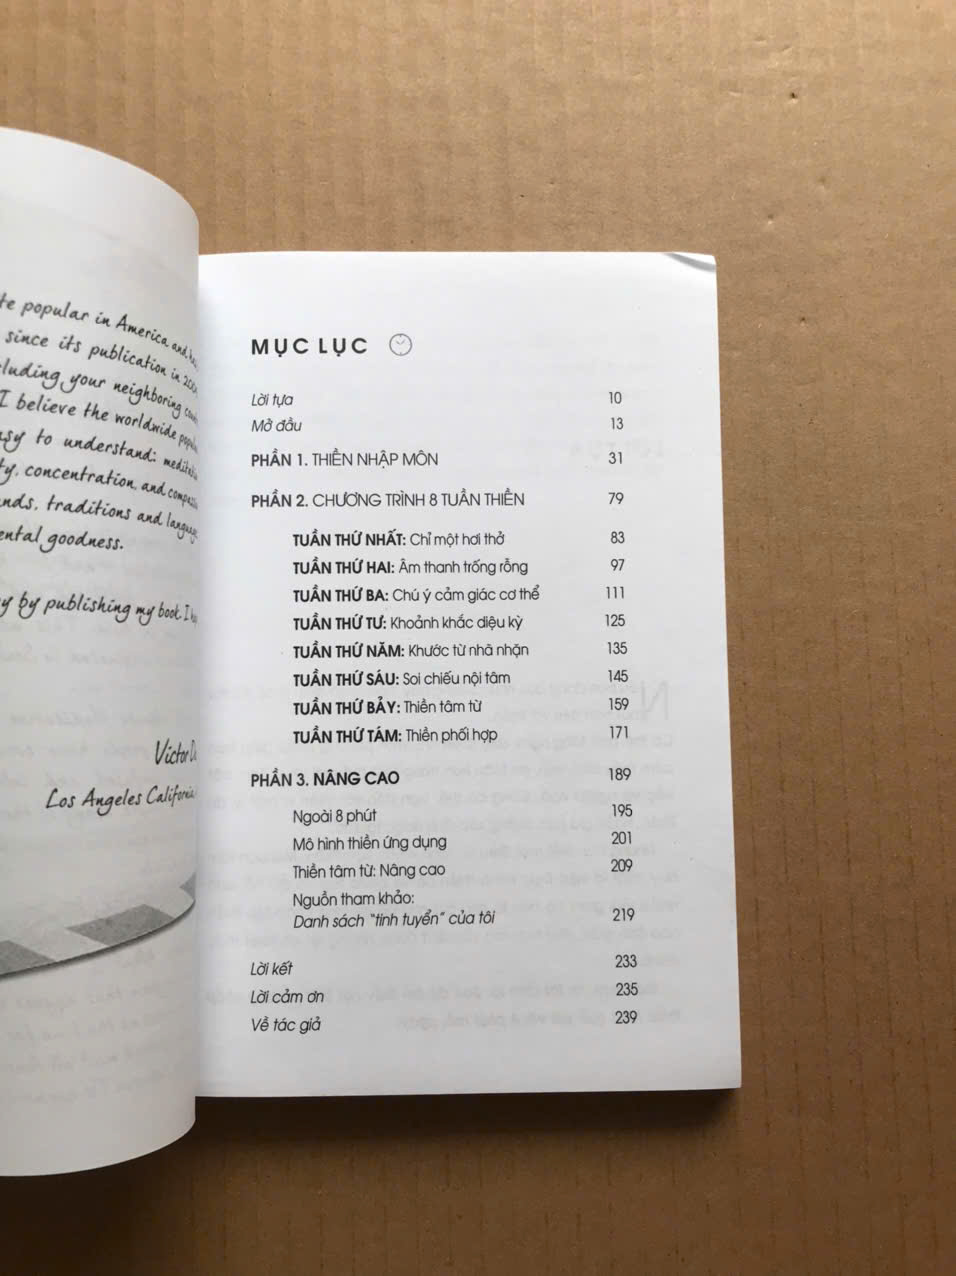 te popular in America and
since its publication in
cluding your neighboring
I believe the worldwide
asy to understand: 
ty, concentration, and
nds, traditions and
ental goodness.
y by publishing my book. I
Victor
Los Angeles California
MỤC LỤC
Lời tựa 10
Mở đầu 13
PHẦN 1. THIỀN NHẬP MÔN 31
PHẦN 2. CHƯƠNG TRÌNH 8 TUẦN THIỀN 79
TUẦN THỨ NHẤT: Chỉ một hơi thở 83
TUẦN THỨ HAI: Âm thanh trống rỗng 97
TUẦN THỨ BA: Chú ý cảm giác cơ thể 111
TUẦN THỨ TƯ: Khoảnh khắc diệu kỳ 125
TUẦN THỨ NĂM: Khước từ nhã nhặn 135
TUẦN THỨ SÁU: Soi chiếu nội tâm 145
TUẦN THỨ BẢY: Thiền tâm từ 159
TUẦN THỨ TÁM: Thiền phối hợp 171
PHẦN 3. NÂNG CAO 189
Ngoài 8 phút 195
Mô hình thiền ứng dụng 201
Thiền tâm từ: Nâng cao 209
Nguồn tham khảo:
Danh sách "tinh tuyển" của tôi 219
Lời kết 233
Lời cảm ơn 235
Về tác giả 239